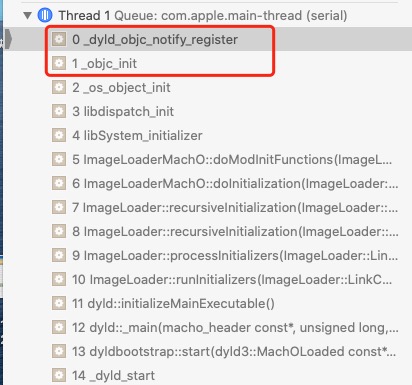 Thread 1 Queue: com.apple.main-thread (serial)
0 _dyld_objc_notify_register
1 _objc_init
2 _os_object_init
3 libdispatch_init
4 libSystem_initializer
5 ImageLoaderMachO::doModInitFunctions(ImageL...
6 ImageLoaderMachO::doInitialization(ImageLoader:...
7 ImageLoader::recursiveInitialization(ImageLoader:...
8 ImageLoader::recursiveInitialization(ImageLoader:...
9 ImageLoader::processInitializers(ImageLoader::Lin...
10 ImageLoader::runInitializers(ImageLoader::LinkC...
11 dyld::initializeMainExecutable()
12 dyld::_main(macho_header const*, unsigned long,...
13 dyldbootstrap::start(dyld3::MachOLoaded const*...
14 _dyld_start